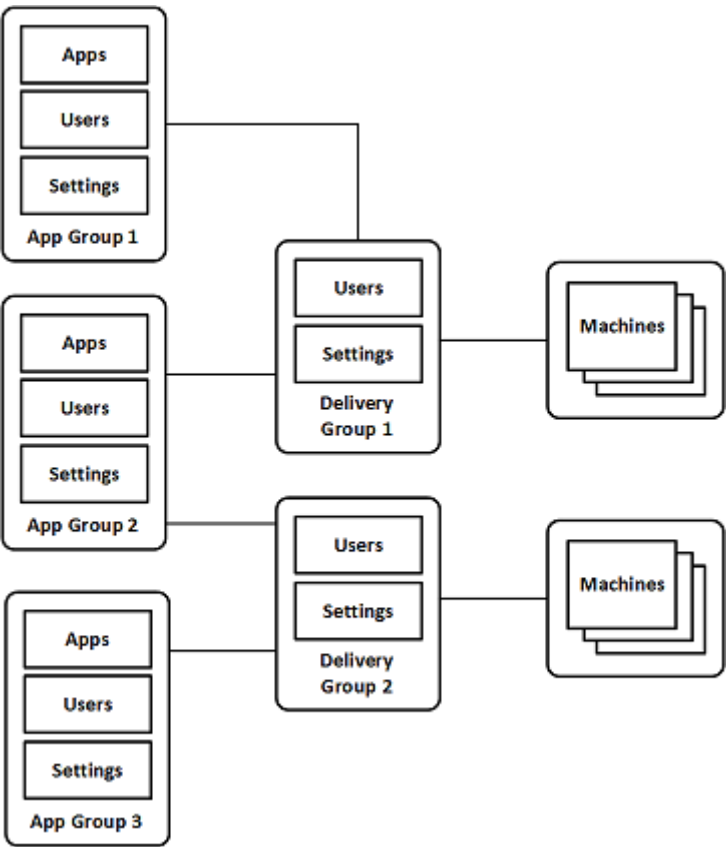 Apps
Users
Settings
App Group 1
Apps
Users
Settings
App Group 2
Apps
Users
Settings
App Group 3
Users
Settings
Delivery
Group 1
Users
Settings
Delivery
Group 2
Machines
Machines